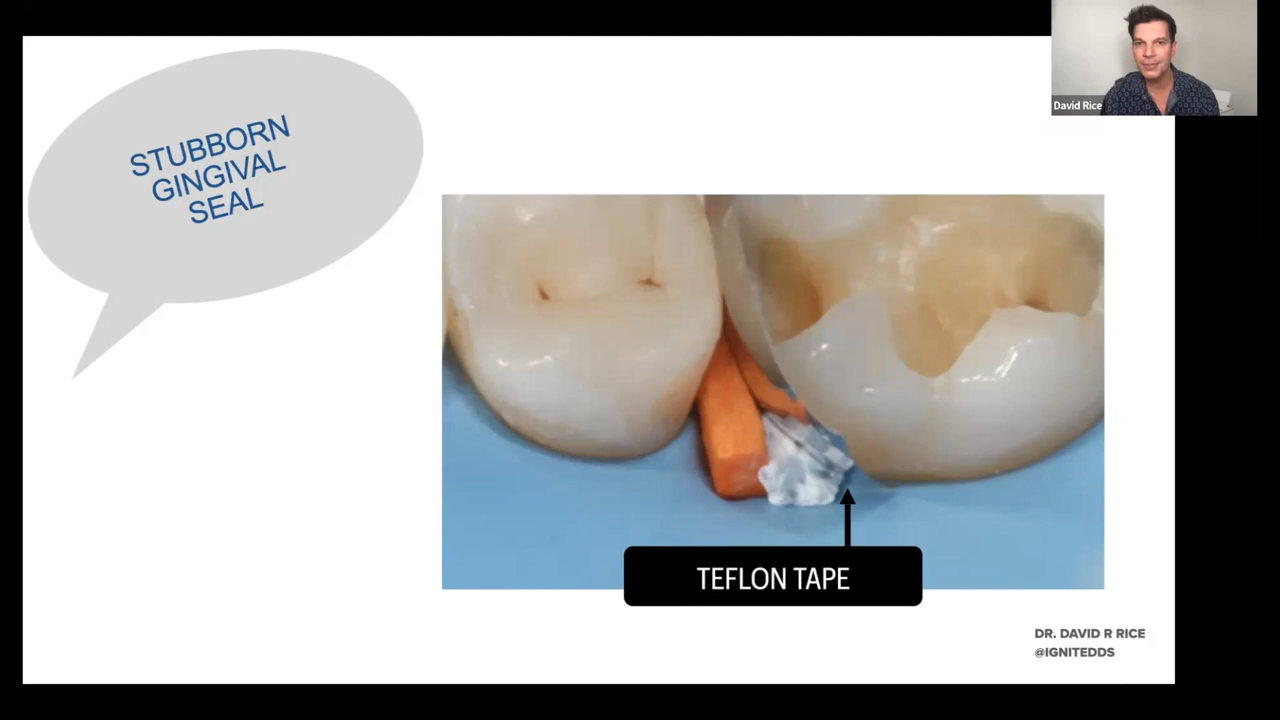 STUBBORN
GINGIVAL
SEAL
David Rice
TEFLON TAPE
DR. DAVID R RICE
@IGNITEDDS